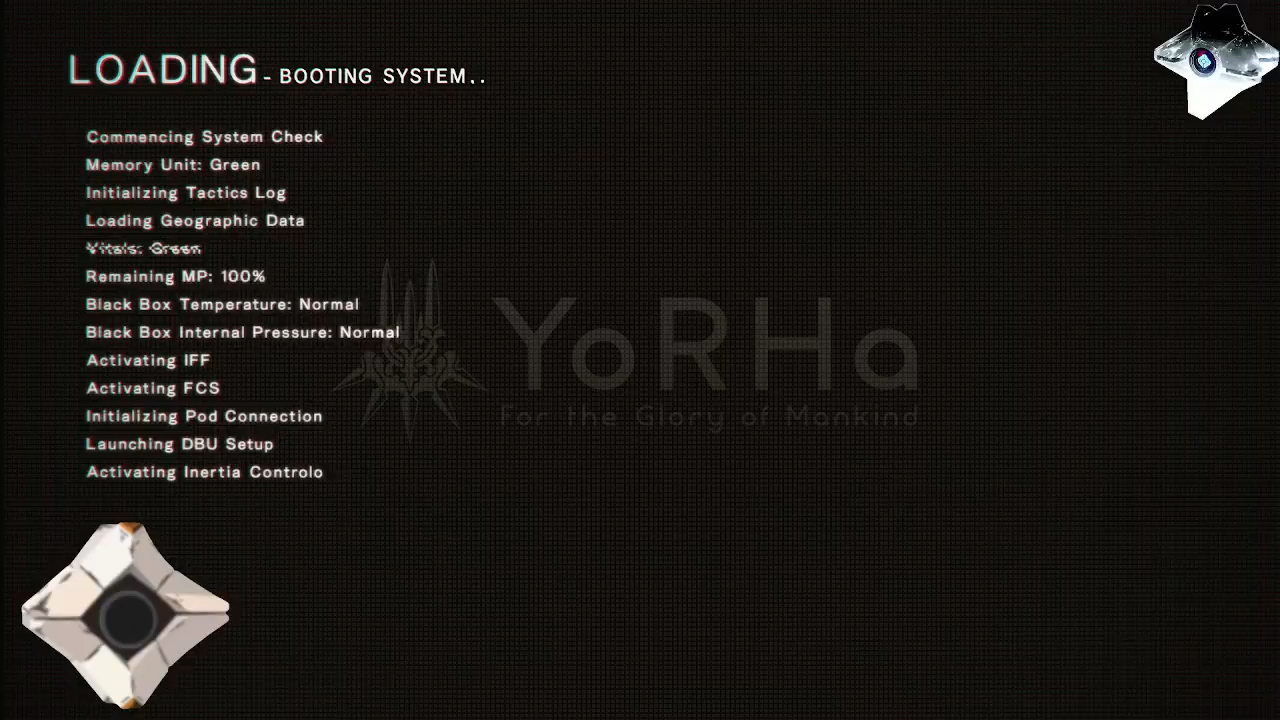 LOADING - BOOTING SYSTEM..
Commencing System Check
Memory Unit: Green
Initializing Tactics Log
Loading Geographic Data
Vitals: Green
Remaining MP: 100%
Black Box Temperature: Normal
Black Box Internal Pressure: Normal
Activating IFF
Activating FCS
Initializing Pod Connection
Launching DBU Setup
Activating Inertia Controlo
YoRHa
For the Glory of Mankind